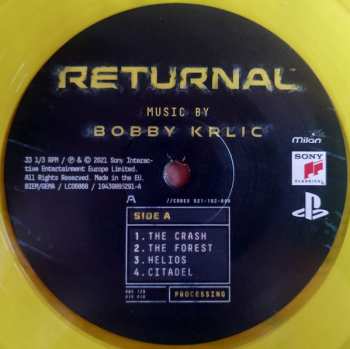 RETURNAL
MUSIC BY
BOBBY KRLIC
33 1/3 RPM / ℗ & © 2021 Sony Interac-
tive Entertainment Europe Limited.
All Rights Reserved. Made in the EU.
BIEM/GEMA / LC06868 / 19439893291-A
milan
SONY
CLASSICAL
A
SIDE A
1. THE CRASH
2. THE FOREST
3. HELIOS
4. CITADEL
PROCESSING